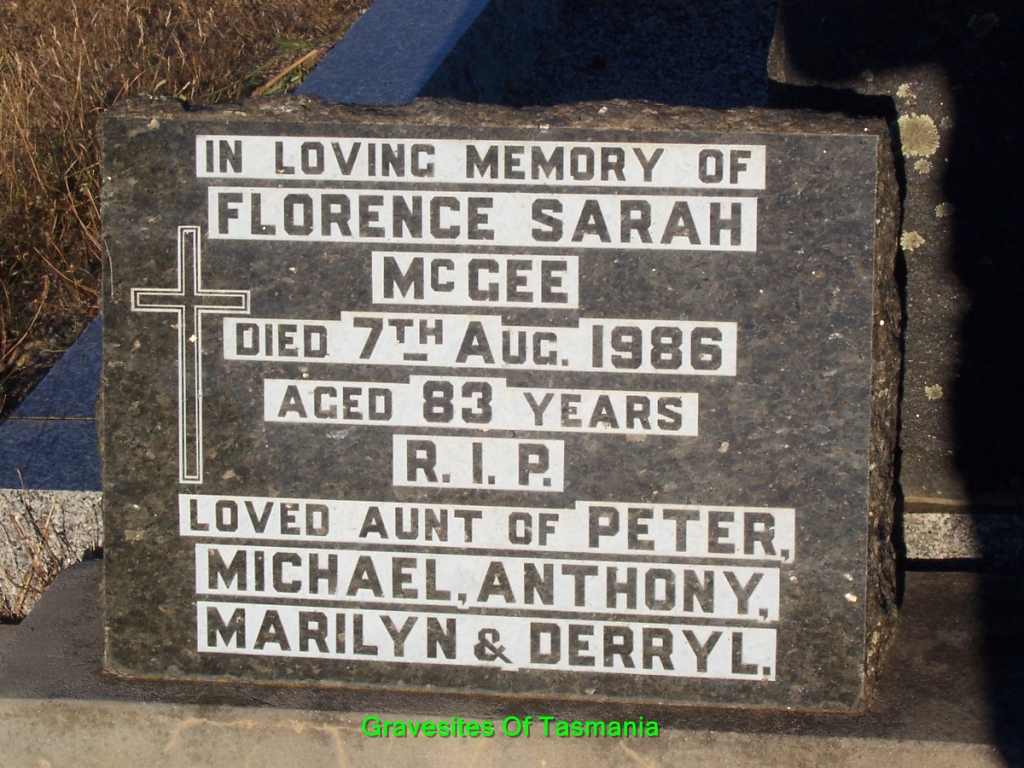 IN LOVING MEMORY OF
FLORENCE SARAH
McGEE
DIED 7TH AUG. 1986
AGED 83 YEARS
R.I.P.
LOVED AUNT OF PETER,
MICHAEL, ANTHONY,
MARILYN & DERRYL.
Gravesites Of Tasmania